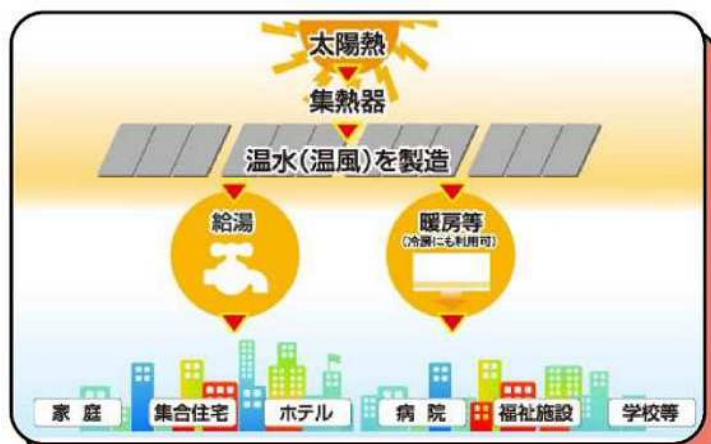 太陽熱
集熱器
温水(温風)を製造
給湯
暖房等
(冷房にも利用可)
家庭
集合住宅
ホテル
病院
福祉施設
学校等